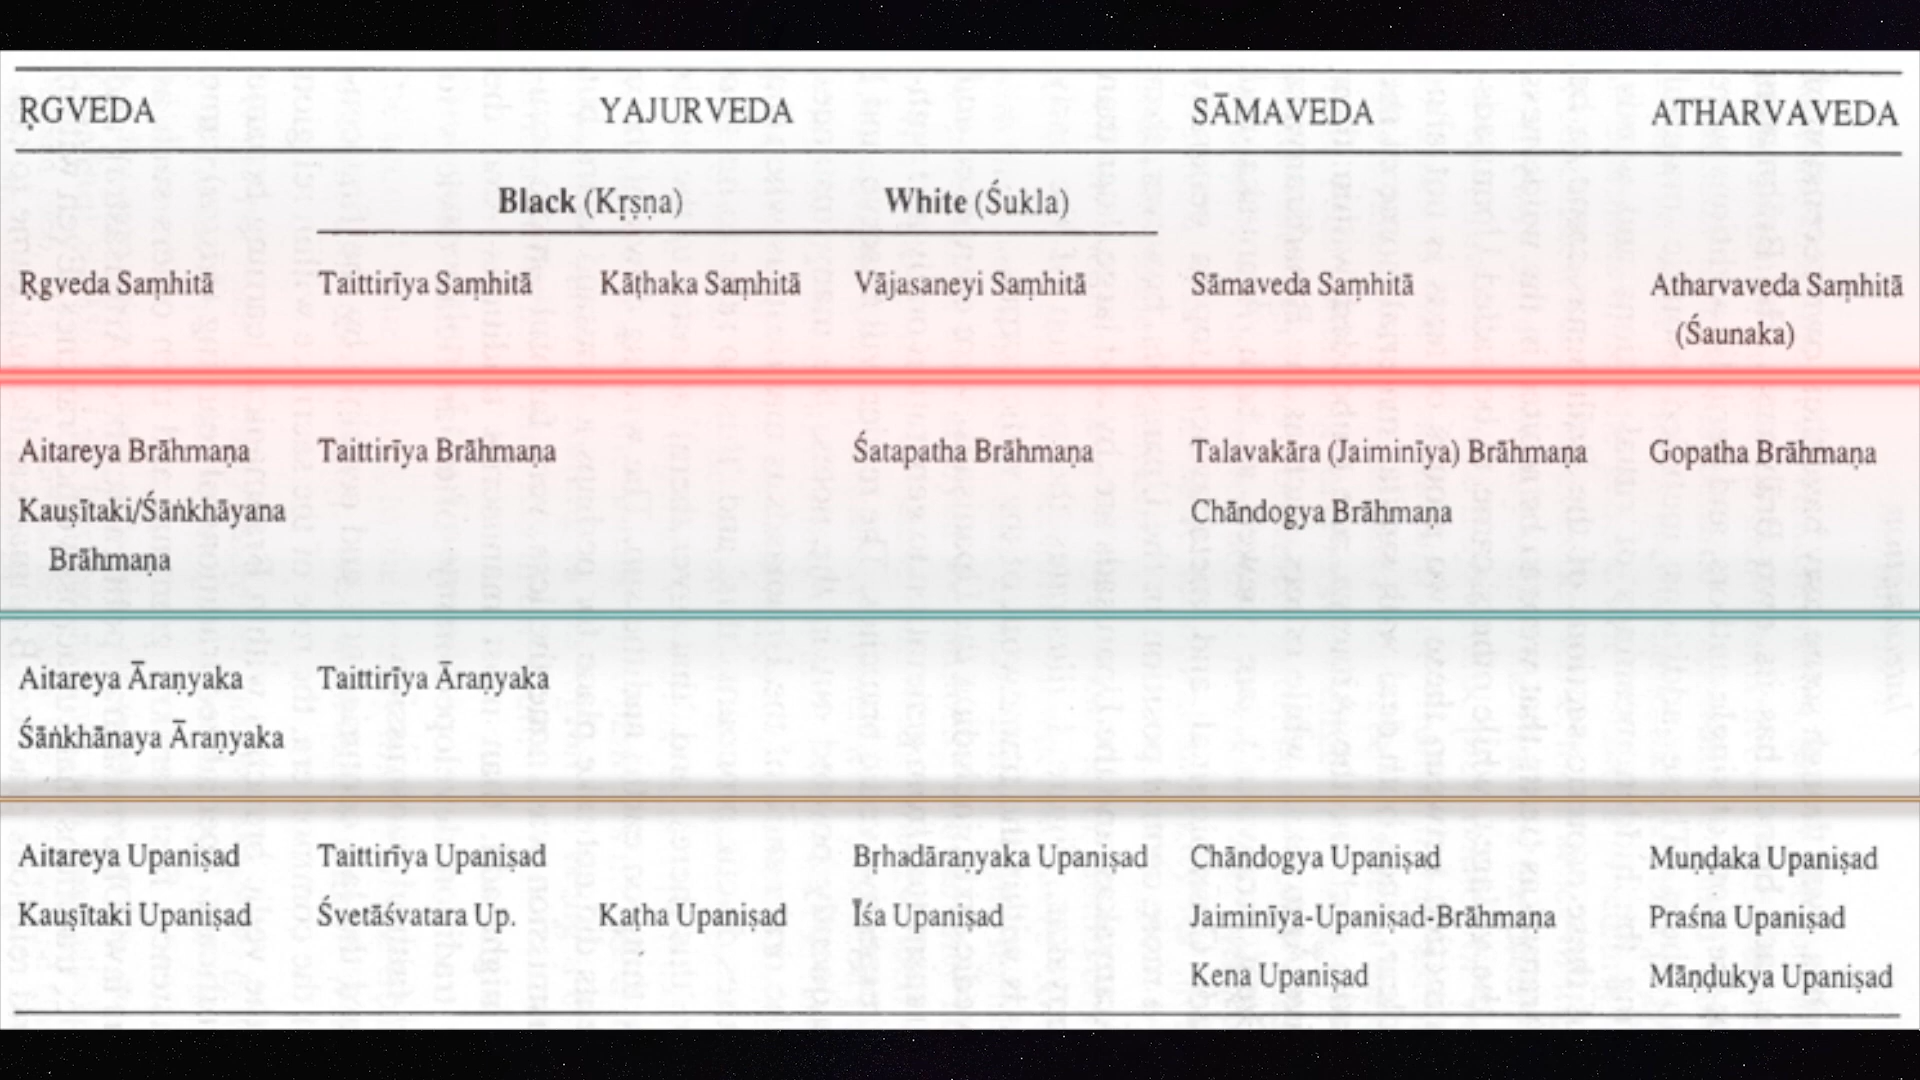 ṚGVEDA YAJURVEDA SĀMAVEDA ATHARVAVEDA
Black (Kṛṣṇa) White (Śukla)
Ṛgveda Saṃhitā Taittirīya Saṃhitā Kāṭhaka Saṃhitā Vājasaneyi Saṃhitā Sāmaveda Saṃhitā Atharvaveda Saṃhitā
(Śaunaka)
Aitareya Brāhmaṇa Taittirīya Brāhmaṇa Śatapatha Brāhmaṇa Talavakāra (Jaiminīya) Brāhmaṇa Gopatha Brāhmaṇa
Kauṣītaki/Śāṅkhāyana Chāndogya Brāhmaṇa
Brāhmaṇa
Aitareya Āraṇyaka Taittirīya Āraṇyaka
Śāṅkhānaya Āraṇyaka
Aitareya Upaniṣad Taittirīya Upaniṣad Bṛhadāraṇyaka Upaniṣad Chāndogya Upaniṣad Muṇḍaka Upaniṣad
Kauṣītaki Upaniṣad Śvetāśvatara Up. Kaṭha Upaniṣad Īśa Upaniṣad Jaiminīya-Upaniṣad-Brāhmaṇa Praśna Upaniṣad
Kena Upaniṣad Māṇḍukya Upaniṣad